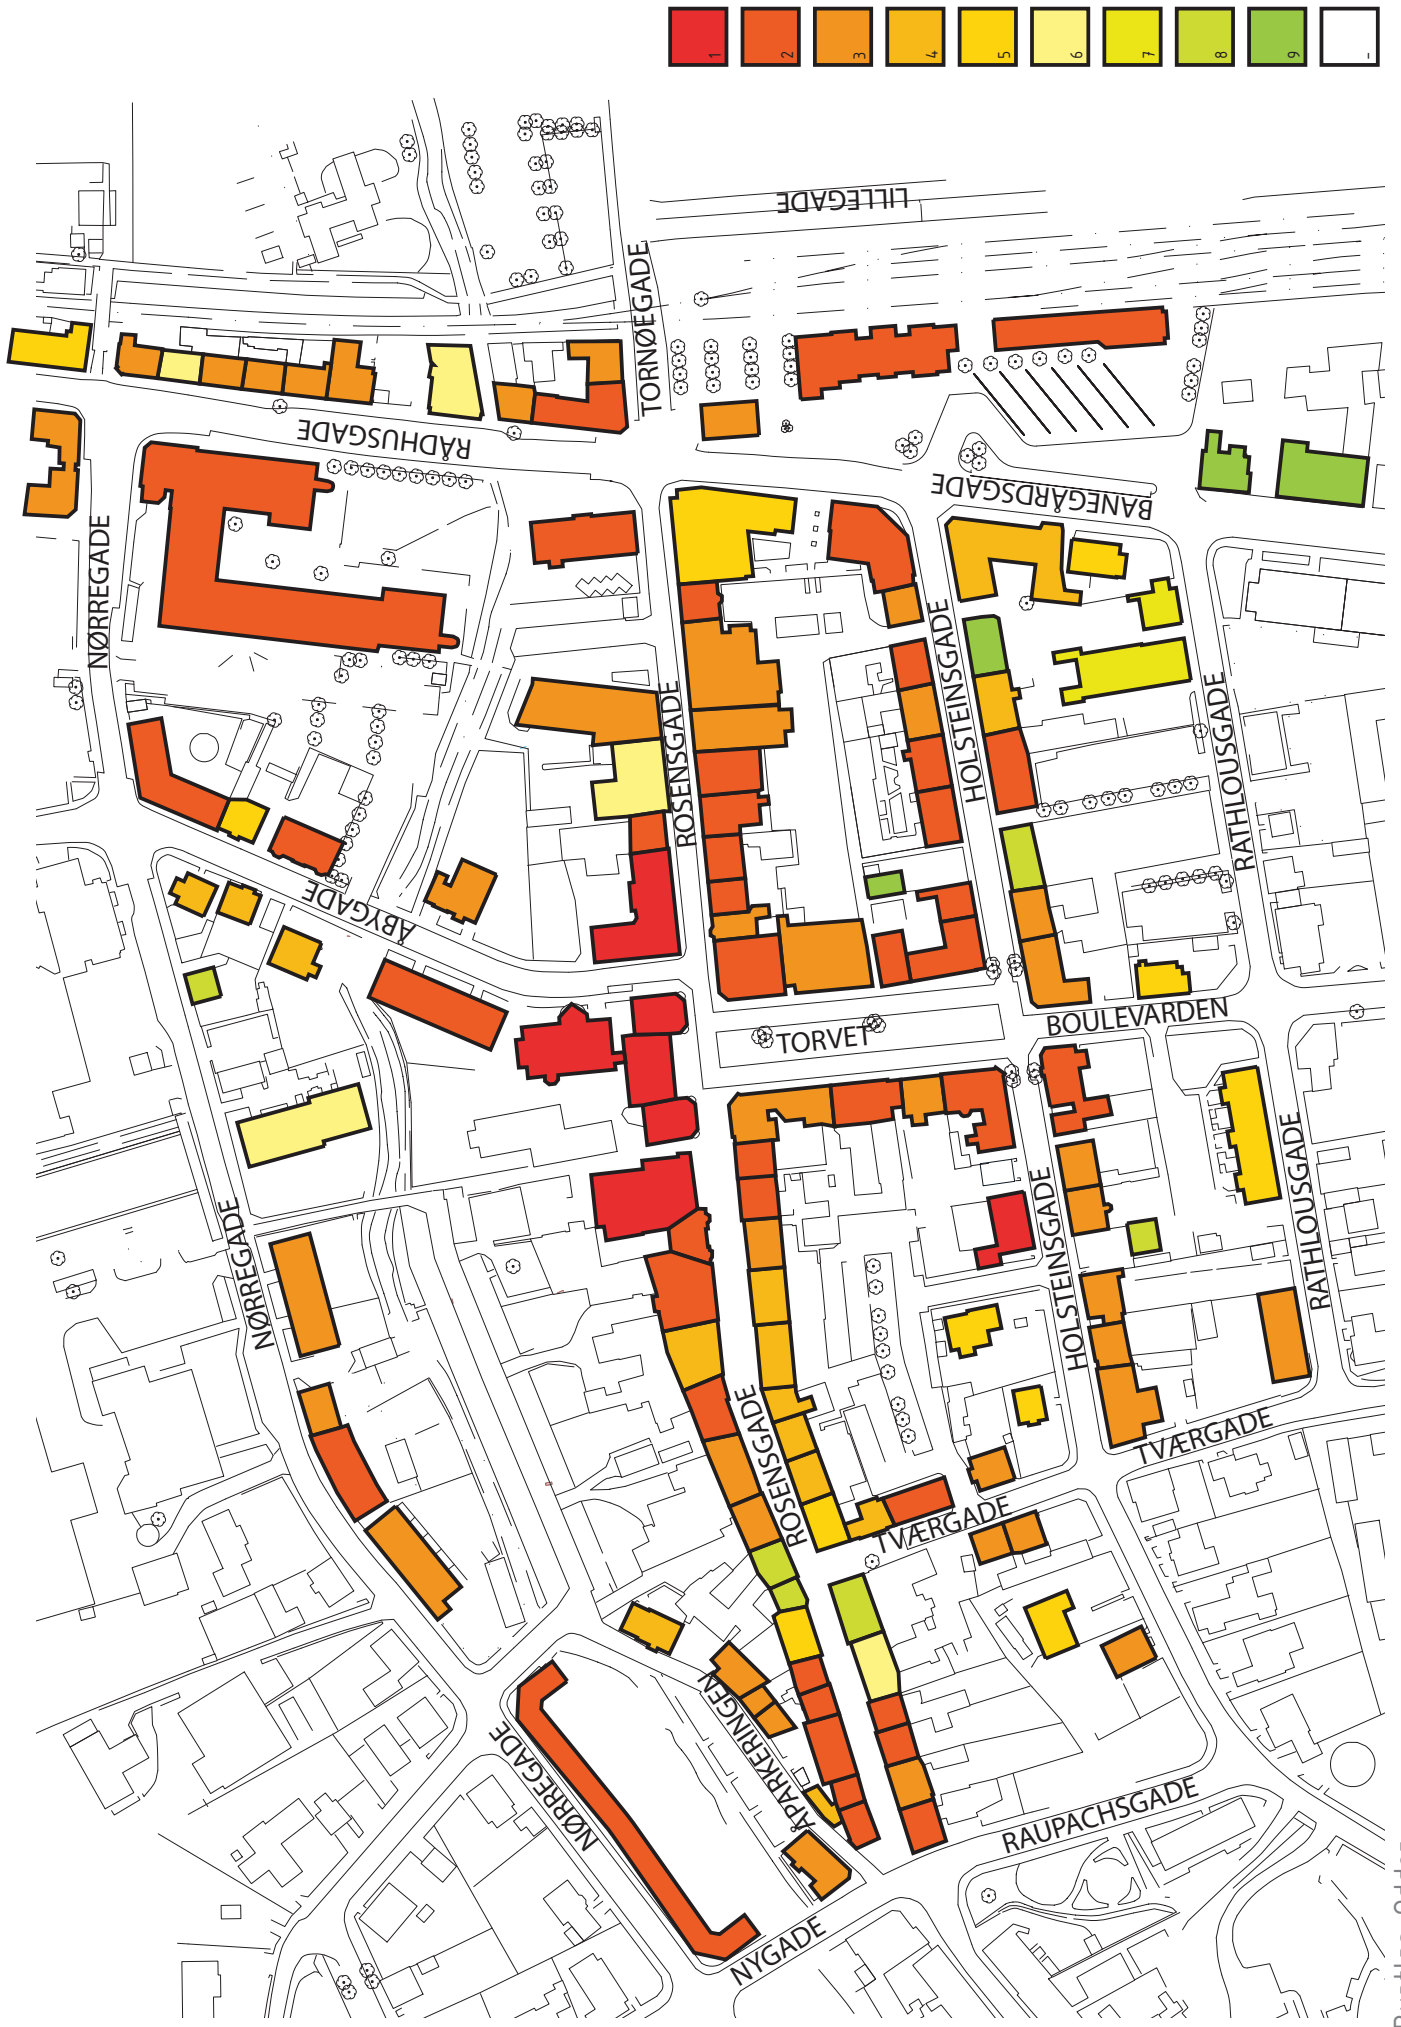 1
2
3
4
5
6
7
8
9
-
LILLEGADE
TORNØEGADE
RÅDHUSGADE
BANEGÅRDSGADE
NØRREGADE
HOLSTEINSGADE
ROSENSGADE
RATHLOUSGADE
ÅBYGADE
TORVET
BOULEVARDEN
NØRREGADE
HOLSTEINSGADE
RATHLOUSGADE
ROSENSGADE
TVÆRGADE
TVÆRGADE
ÅPARKERINGEN
NØRREGADE
RAUPACHSGADE
NYGADE